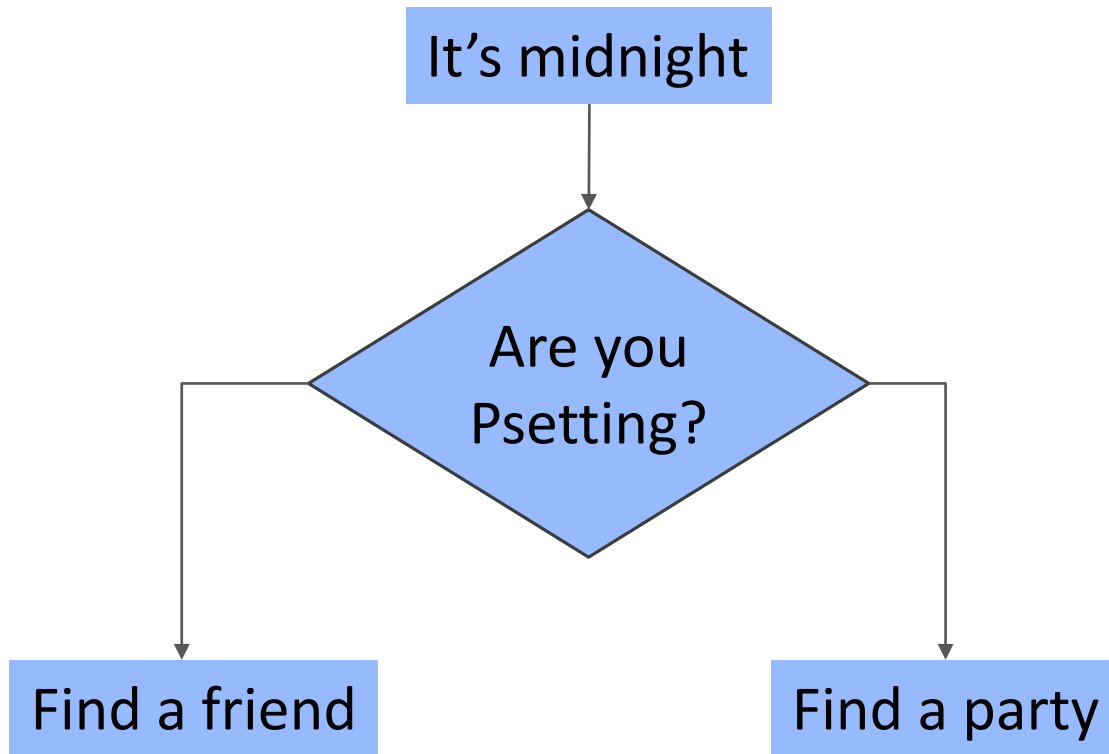 It’s midnight
Are you
Psetting?
Find a friend
Find a party